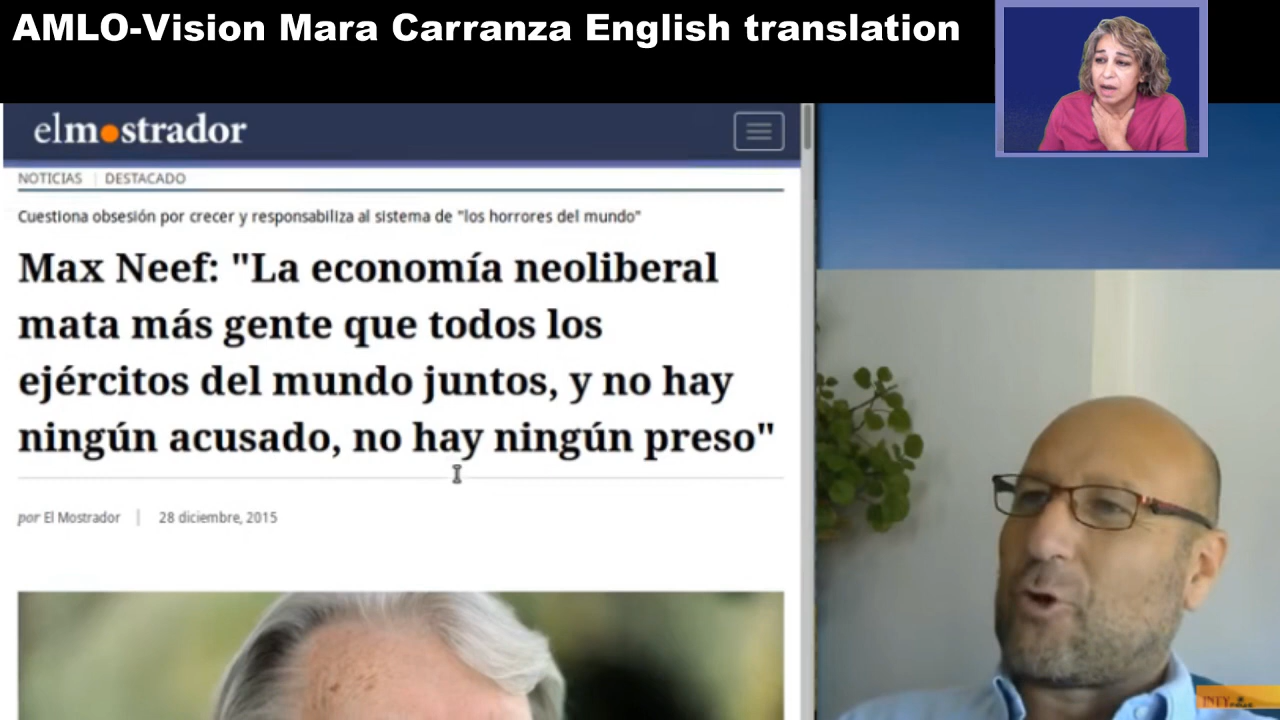 AMLO-Vision Mara Carranza English translation
elmostrador
NOTICIAS | DESTACADO
Cuestiona obsesión por crecer y responsabiliza al sistema de "los horrores del mundo"
Max Neef: "La economía neoliberal
mata más gente que todos los
ejércitos del mundo juntos, y no hay
ningún acusado, no hay ningún preso"
por El Mostrador | 28 diciembre, 2015